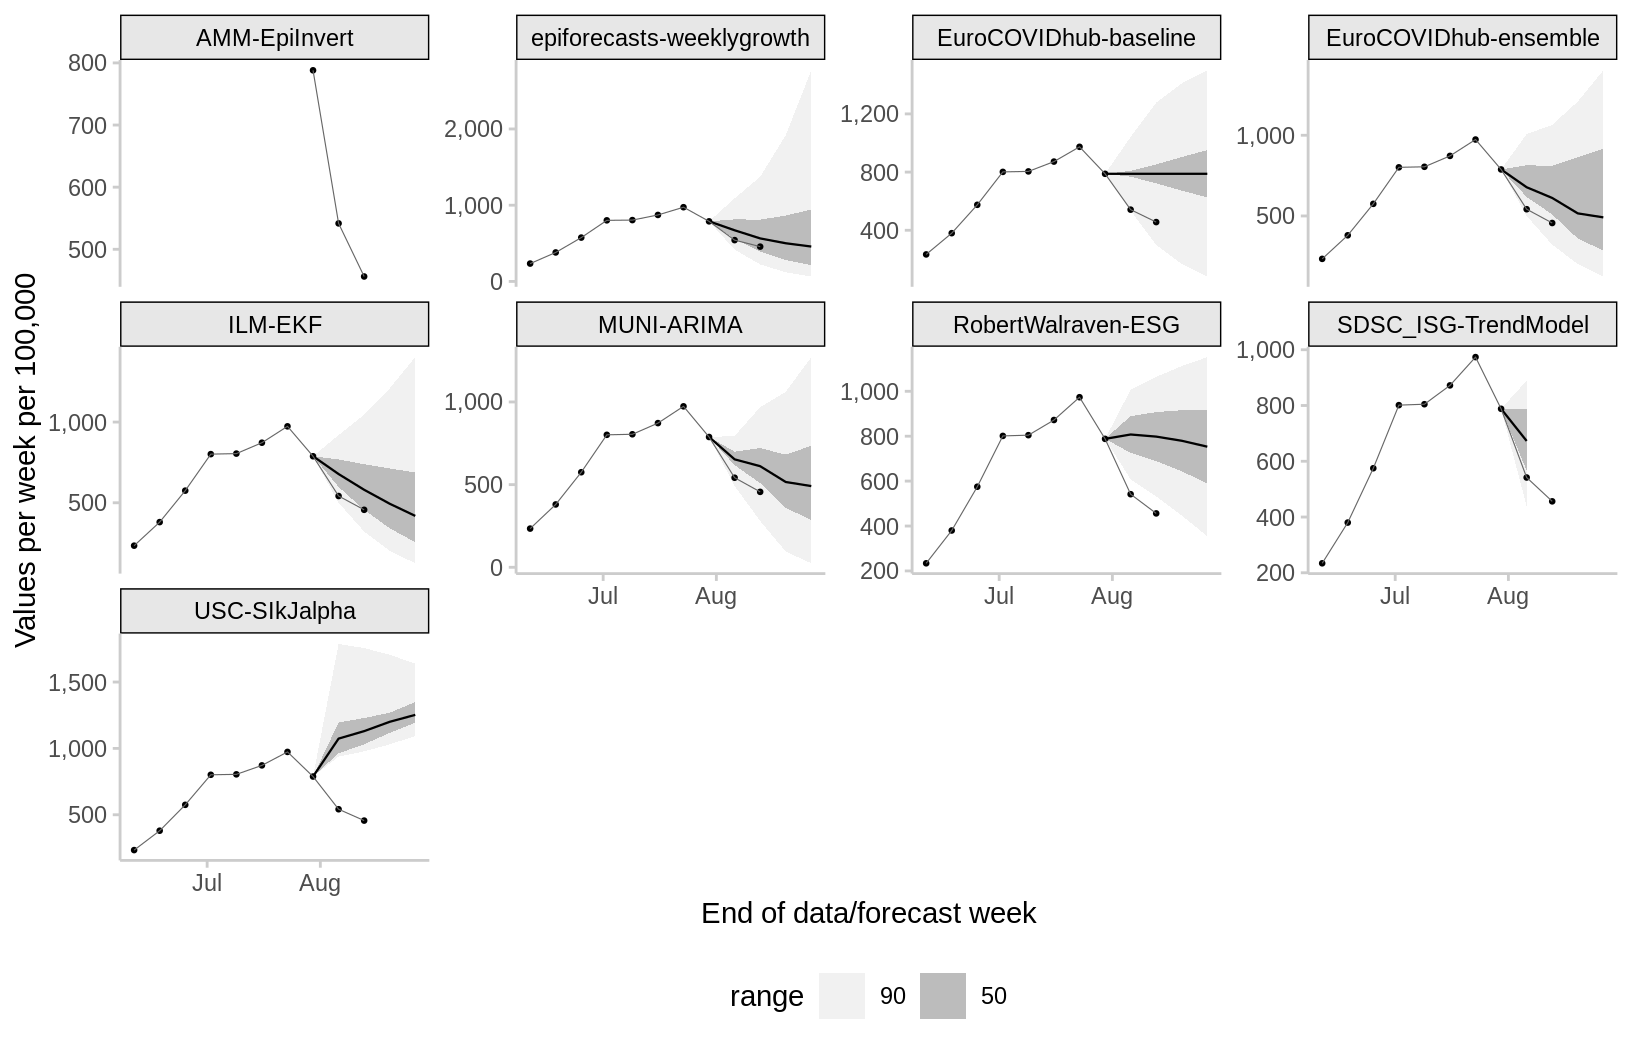 AMM-EpiInvert
epiforecasts-weeklygrowth
EuroCOVIDhub-baseline
EuroCOVIDhub-ensemble
800
700
600
500
2,000
1,000
0
1,200
800
400
1,000
500
Values per week per 100,000
ILM-EKF
MUNI-ARIMA
RobertWalraven-ESG
SDSC_ISG-TrendModel
1,000
500
1,000
500
0
1,000
800
600
400
200
1,000
800
600
400
200
Jul Aug
Jul Aug
Jul Aug
USC-SIkJalpha
1,500
1,000
500
Jul Aug
End of data/forecast week
range 90 50